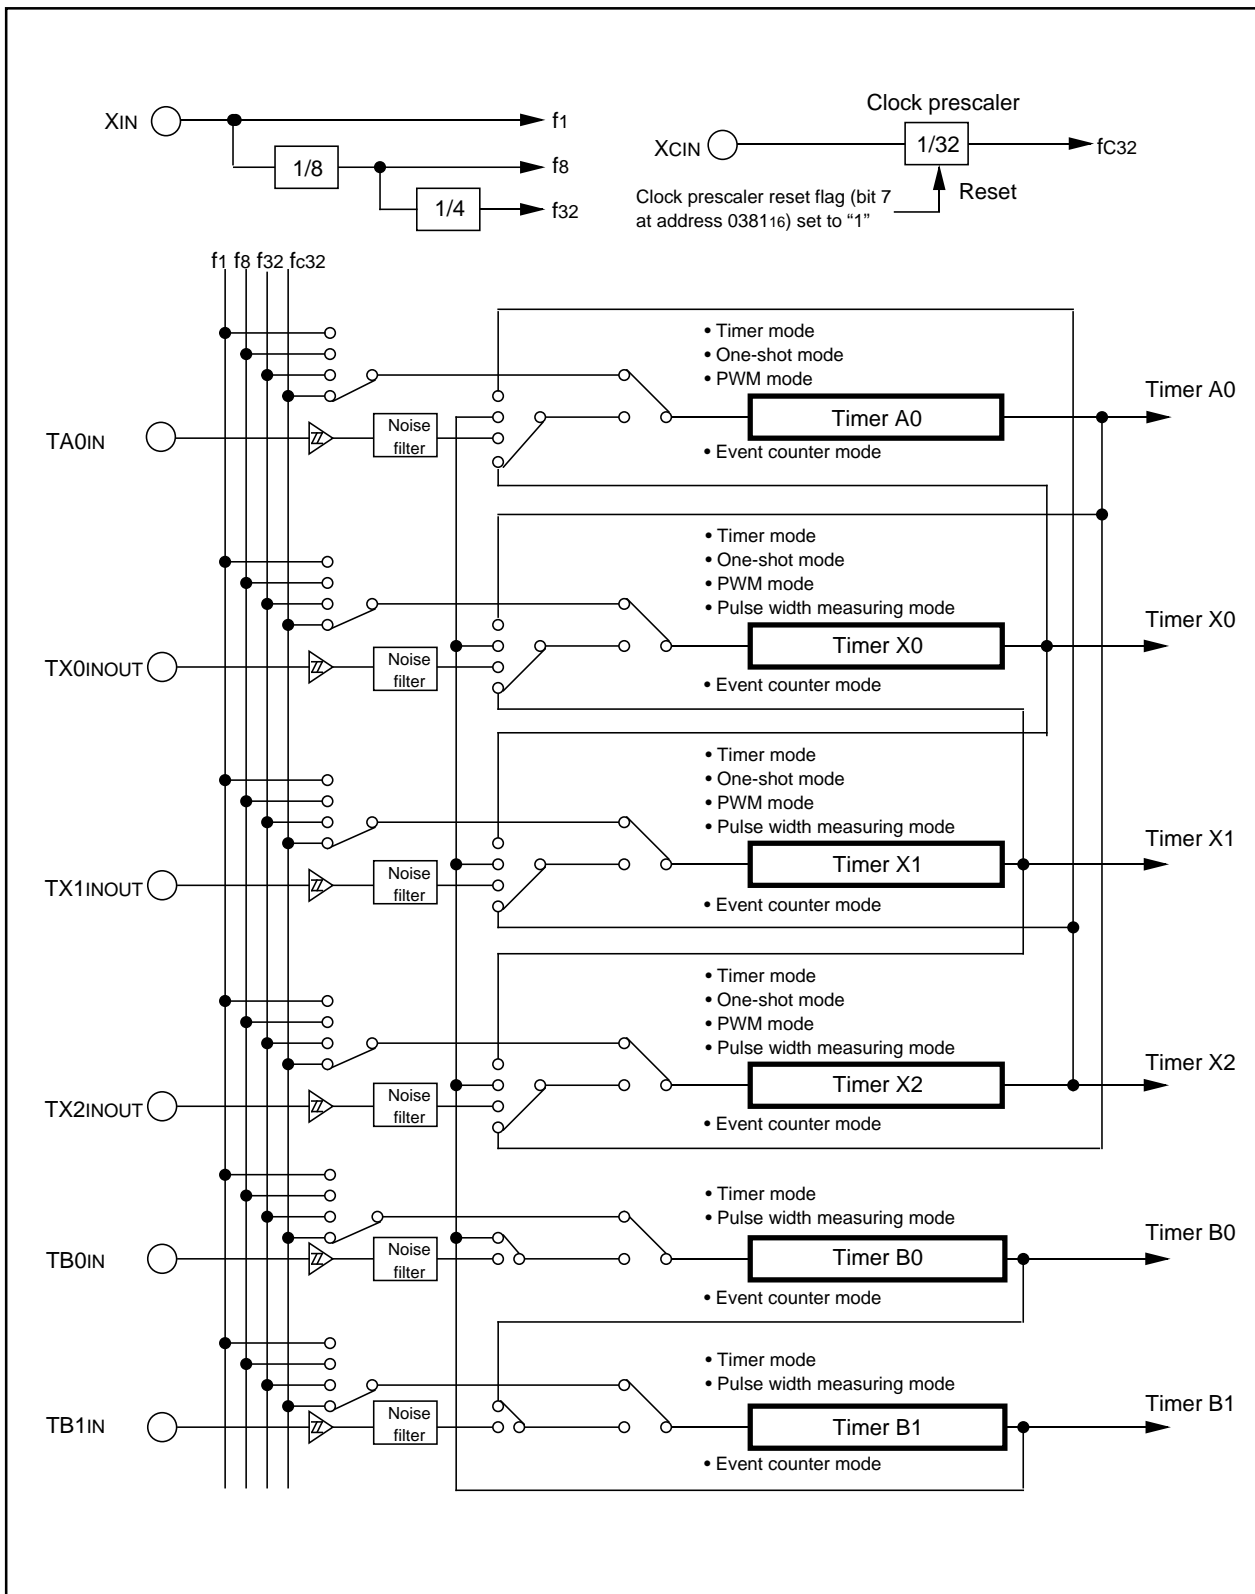 XIN
f1
1/8
f8
1/4
f32
Clock prescaler
XCIN
1/32
fC32
Clock prescaler reset flag (bit 7
at address 038116) set to “1”
Reset
f1 f8 f32 fc32
• Timer mode
• One-shot mode
• PWM mode
Timer A0
TA0IN
Noise
filter
Timer A0
• Event counter mode
• Timer mode
• One-shot mode
• PWM mode
• Pulse width measuring mode
Timer X0
TX0INOUT
Noise
filter
Timer X0
• Event counter mode
• Timer mode
• One-shot mode
• PWM mode
• Pulse width measuring mode
Timer X1
TX1INOUT
Noise
filter
Timer X1
• Event counter mode
• Timer mode
• One-shot mode
• PWM mode
• Pulse width measuring mode
Timer X2
TX2INOUT
Noise
filter
Timer X2
• Event counter mode
• Timer mode
• Pulse width measuring mode
Timer B0
TB0IN
Noise
filter
Timer B0
• Event counter mode
• Timer mode
• Pulse width measuring mode
Timer B1
TB1IN
Noise
filter
Timer B1
• Event counter mode